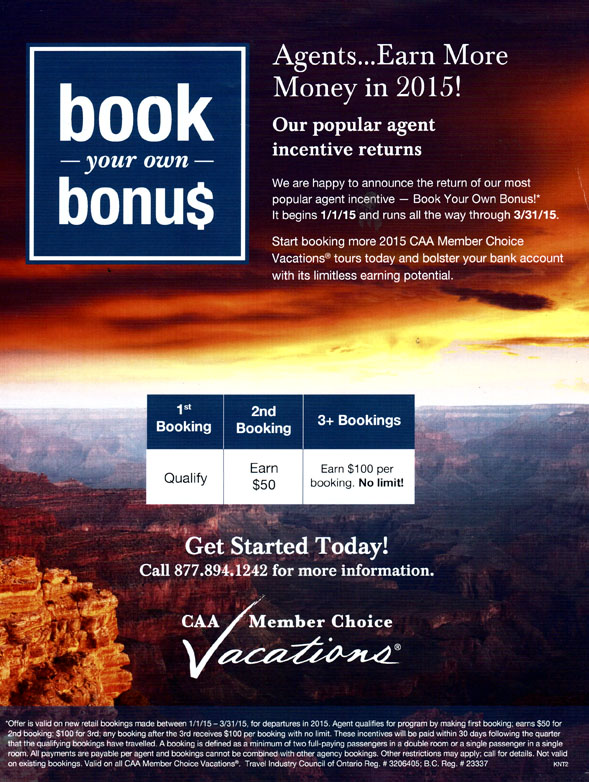 book
— your own —
bonu$
Agents...Earn More
Money in 2015!
Our popular agent
incentive returns
We are happy to announce the return of our most
popular agent incentive — Book Your Own Bonus!*
It begins 1/1/15 and runs all the way through 3/31/15.
Start booking more 2015 CAA Member Choice
Vacations® tours today and bolster your bank account
with its limitless earning potential.
1st
Booking
2nd
Booking
3+ Bookings
Qualify
Earn
$50
Earn $100 per
booking. No limit!
Get Started Today!
Call 877.894.1242 for more information.
CAA Member Choice
Vacations®
*Offer is valid on new retail bookings made between 1/1/15 – 3/31/15, for departures in 2015. Agent qualifies for program by making first booking; earns $50 for
2nd booking; $100 for 3rd; any booking after the 3rd receives $100 per booking with no limit. These incentives will be paid within 30 days following the quarter
that the qualifying bookings have travelled. A booking is defined as a minimum of two full-paying passengers in a double room or a single passenger in a single
room. All payments are payable per agent and bookings cannot be combined with other agency bookings. Other restrictions may apply; call for details. Not valid
on existing bookings. Valid on all CAA Member Choice Vacations®. Travel Industry Council of Ontario Reg. # 3206405; B.C. Reg. # 23337 KNT2